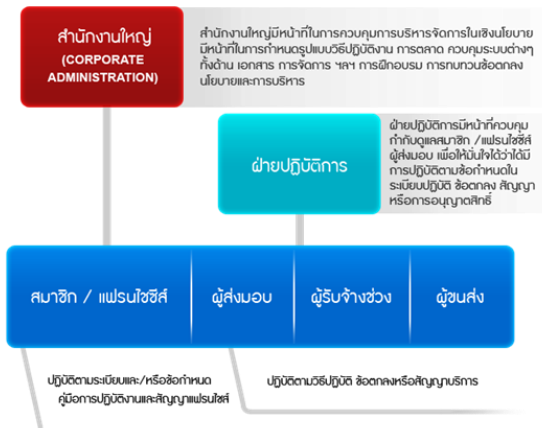 สำนักงานใหญ่
(CORPORATE
ADMINISTRATION)
สำนักงานใหญ่มีหน้าที่ในการควบคุมการบริหารจัดการในเชิงนโยบาย
มีหน้าที่ในการกำหนดรูปแบบวิธีปฏิบัติงาน การตลาด ควบคุมระบบต่างๆ
ทั้งด้าน เอกสาร การจัดการ ฯลฯ การฝึกอบรม การทบทวนข้อตกลง
นโยบายและการบริหาร
ฝ่ายปฏิบัติการ
ฝ่ายปฏิบัติการมีหน้าที่ควบคุม
กำกับดูแลสมาชิก /แฟรนไชซีส์
ผู้ส่งมอบ เพื่อให้มั่นใจได้ว่าได้มี
การปฏิบัติตามข้อกำหนดใน
ระเบียบปฏิบัติ ข้อตกลง สัญญา
หรือการอนุญาตสิทธิ์
สมาชิก / แฟรนไชซีส์
ผู้ส่งมอบ
ผู้รับจ้างช่วง
ผู้ขนส่ง
ปฏิบัติตามระเบียบและ/หรือข้อกำหนด
คู่มือการปฏิบัติงานและสัญญาแฟรนไชส์
ปฏิบัติตามวิธีปฏิบัติ ข้อตกลงหรือสัญญาบริการ